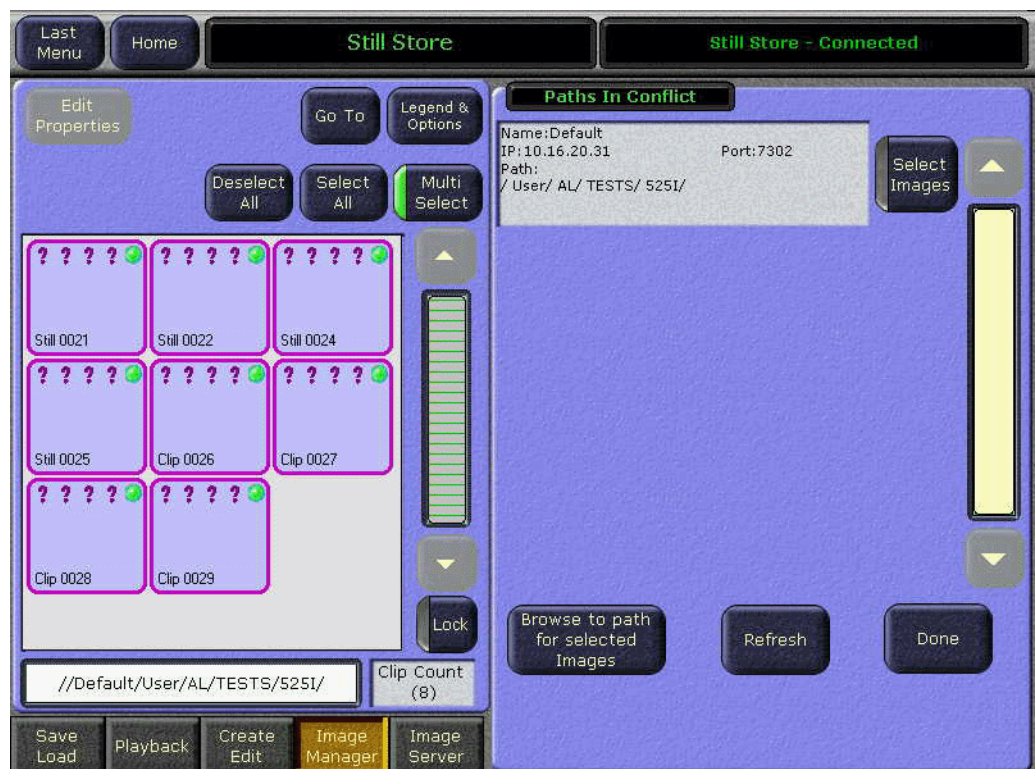 Last
Menu
Home
Still Store
Still Store - Connected
Edit
Properties
Go To
Legend &
Options
Deselect
All
Select
All
Multi
Select
? ? ? ?
? ? ? ?
? ? ? ?
Still 0021
Still 0022
Still 0024
? ? ? ?
? ? ? ?
? ? ? ?
Still 0025
Clip 0026
Clip 0027
? ? ? ?
? ? ? ?
Clip 0028
Clip 0029
Lock
//Default/User/AL/TESTS/525I/
Clip Count
(8)
Paths In Conflict
Name:Default
IP:10.16.20.31 Port:7302
Path:
/ User/ AL/ TESTS/ 525I/
Select
Images
Browse to path
for selected
Images
Refresh
Done
Save
Load
Playback
Create
Edit
Image
Manager
Image
Server